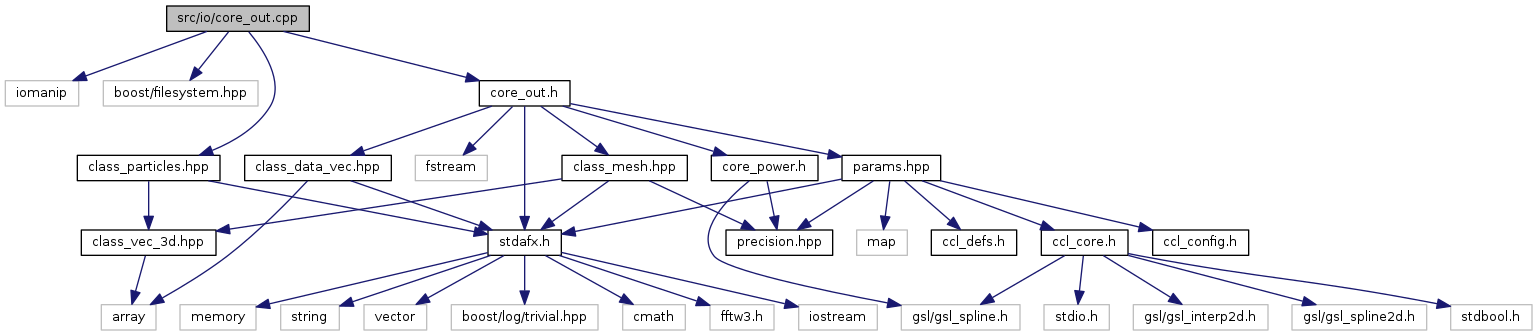 src/io/core_out.cpp
iomanip
boost/filesystem.hpp
core_out.h
class_particles.hpp
class_data_vec.hpp
fstream
class_mesh.hpp
core_power.h
params.hpp
class_vec_3d.hpp
stdafx.h
precision.hpp
map
ccl_defs.h
ccl_core.h
ccl_config.h
array
memory
string
vector
boost/log/trivial.hpp
cmath
fftw3.h
iostream
gsl/gsl_spline.h
stdio.h
gsl/gsl_interp2d.h
gsl/gsl_spline2d.h
stdbool.h